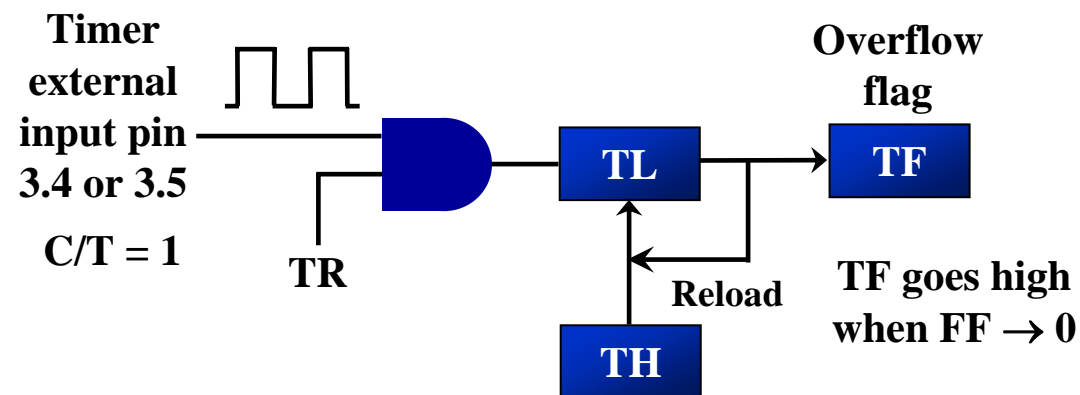 Timer
external
input pin
3.4 or 3.5
C/T = 1
TR
TL
Overflow
flag
TF
Reload
TH
TF goes high
when FF → 0